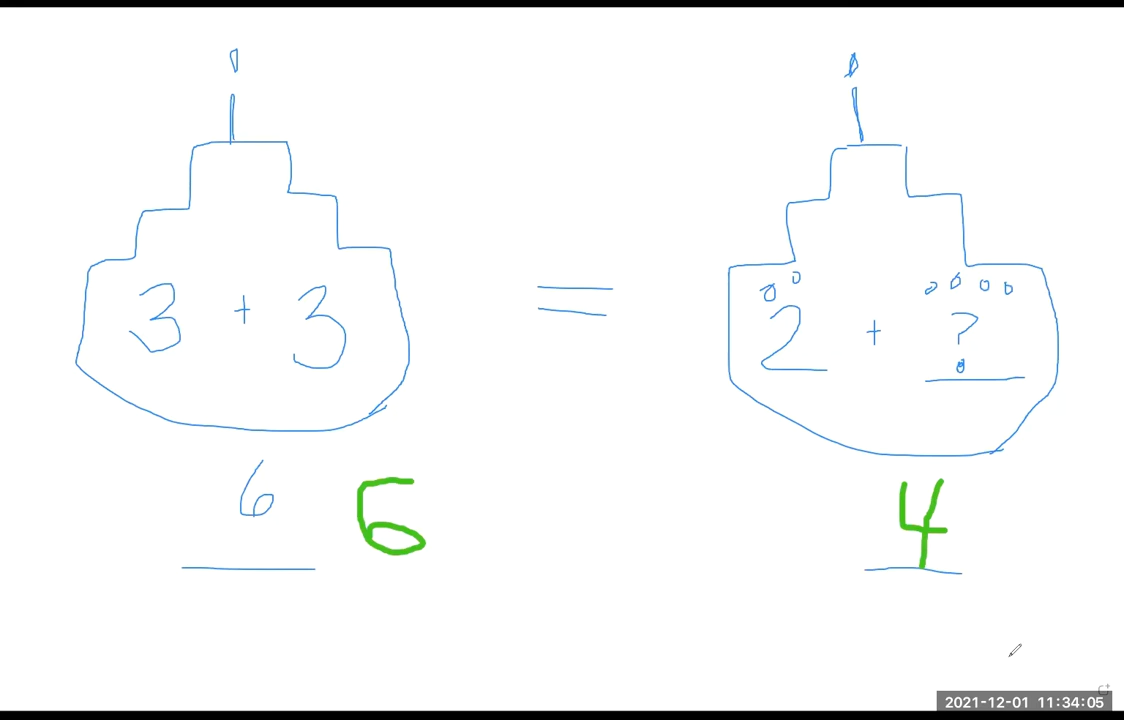 3 + 3 = 2 + ?
6 6 4
2021-12-01 11:34:05